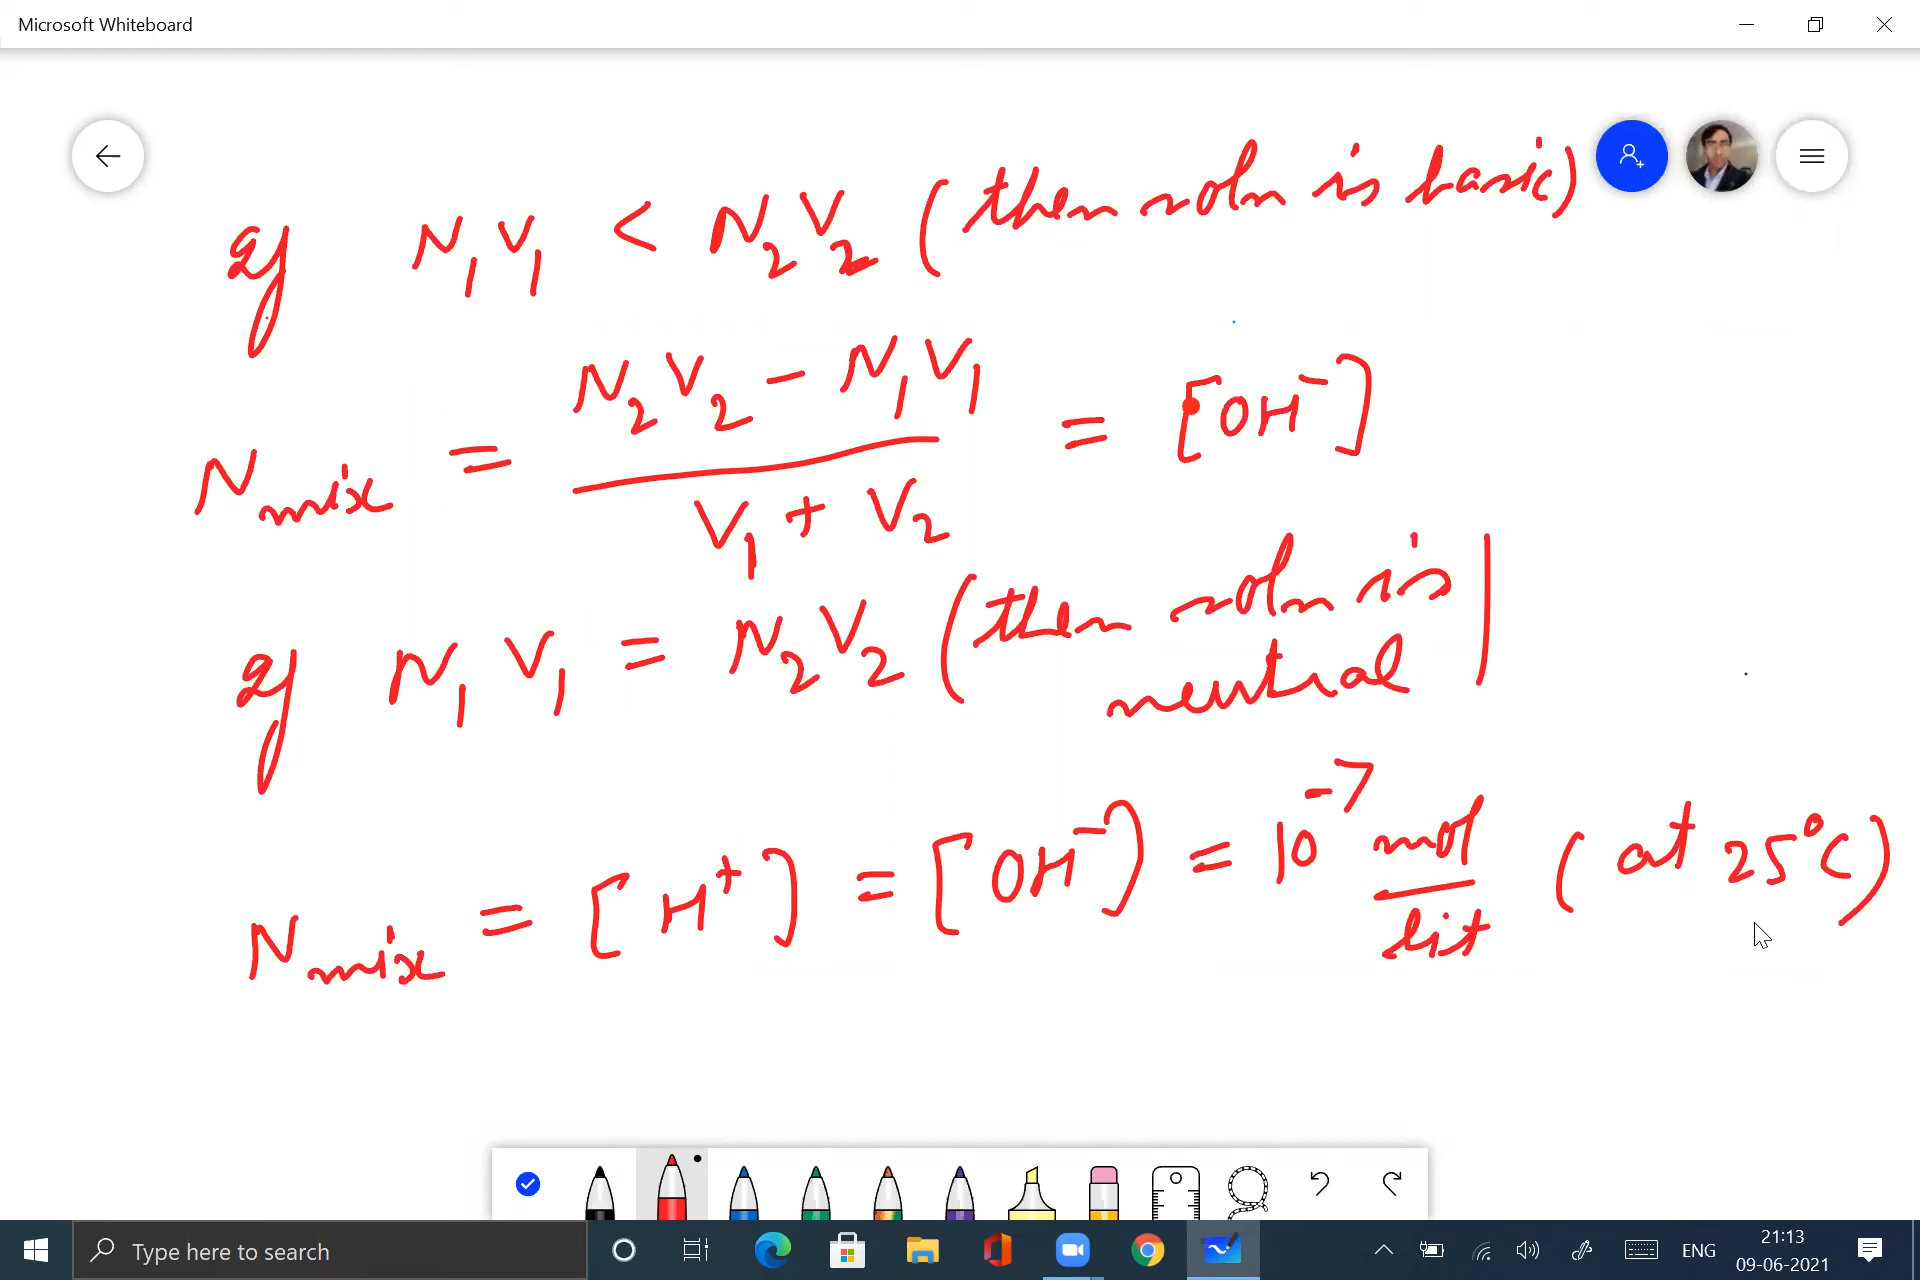 Microsoft Whiteboard
If N₁V₁ < N₂V₂ (then soln is basic)
Nmix = N₂V₂ − N₁V₁ / V₁ + V₂ = [OH⁻]
If N₁V₁ = N₂V₂ (then soln is
neutral)
Nmix = [H⁺] = [OH⁻] = 10⁻⁷ mol / lit (at 25°C)
Type here to search
ENG
21:13
09-06-2021